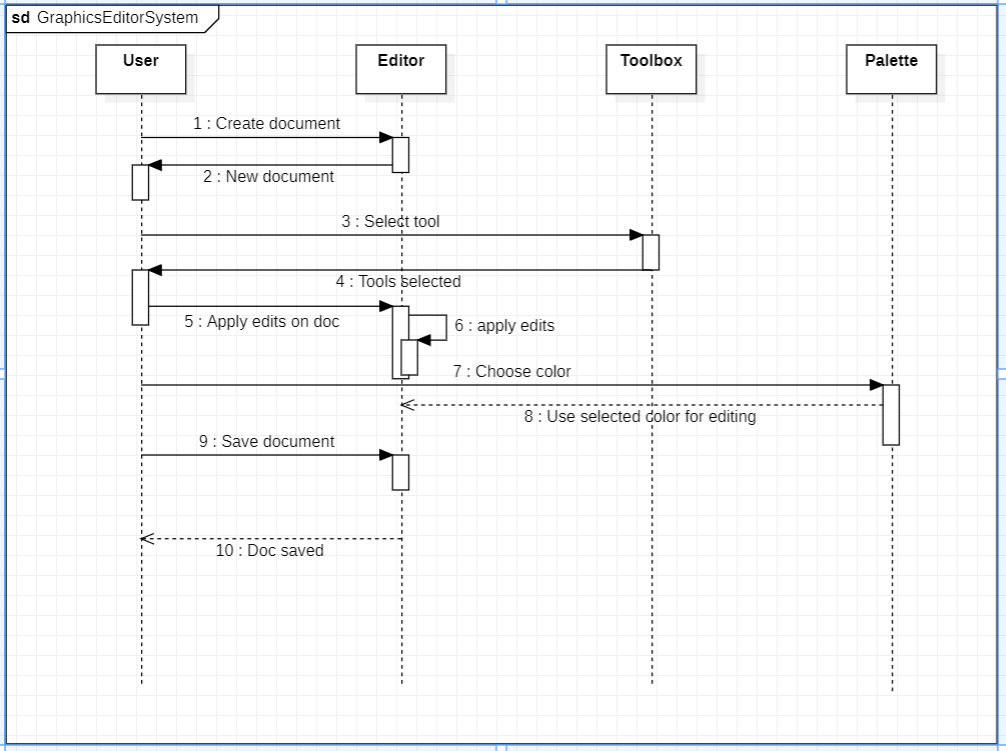 sd GraphicsEditorSystem
User
Editor
Toolbox
Palette
1 : Create document
2 : New document
3 : Select tool
4 : Tools selected
5 : Apply edits on doc
6 : apply edits
7 : Choose color
8 : Use selected color for editing
9 : Save document
10 : Doc saved